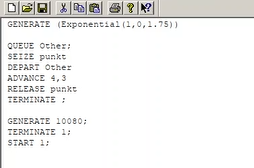 GENERATE (Exponential(1,0,1.75))
QUEUE Other;
SEIZE punkt
DEPART Other
ADVANCE 4,3
RELEASE punkt
TERMINATE ;
GENERATE 10080;
TERMINATE 1;
START 1;